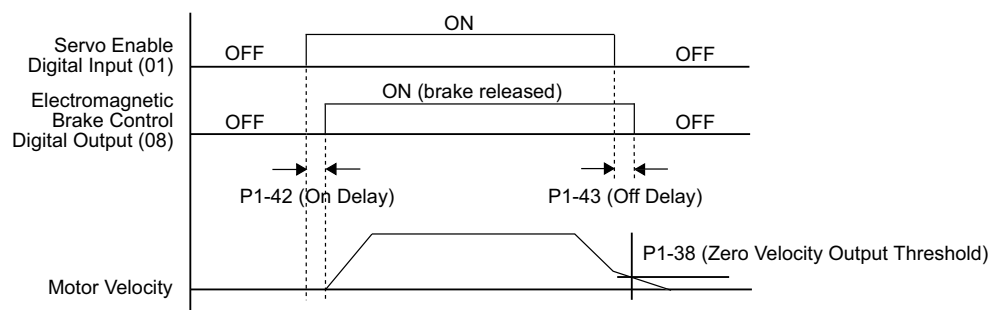 ON
Servo Enable
Digital Input (01)
OFF
OFF
ON (brake released)
Electromagnetic
Brake Control
Digital Output (08)
OFF
OFF
P1-42 (On Delay)
P1-43 (Off Delay)
P1-38 (Zero Velocity Output Threshold)
Motor Velocity